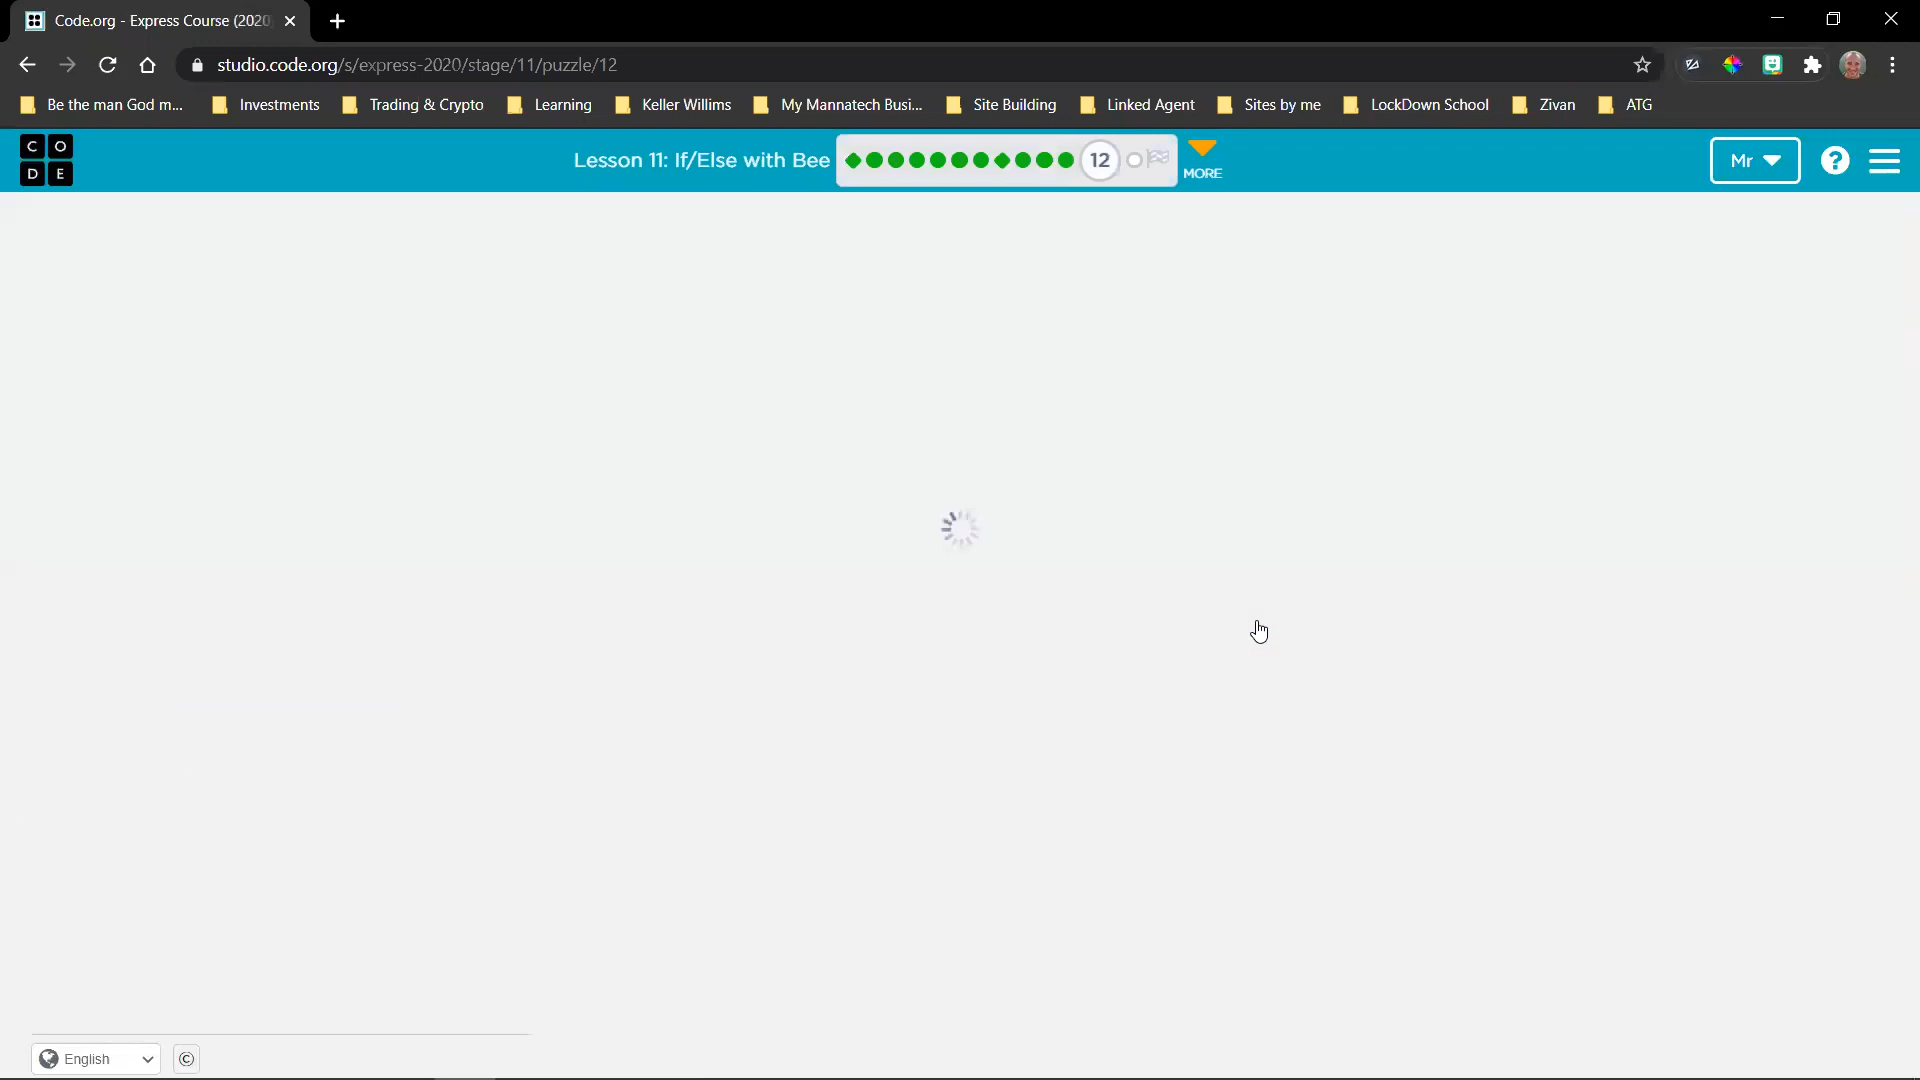 Code.org - Express Course (2020)
studio.code.org/s/express-2020/stage/11/puzzle/12
Be the man God m...
Investments
Trading & Crypto
Learning
Keller Willims
My Mannatech Busi...
Site Building
Linked Agent
Sites by me
LockDown School
Zivan
ATG
C O
D E
Lesson 11: If/Else with Bee
12
MORE
Mr
?
English
©